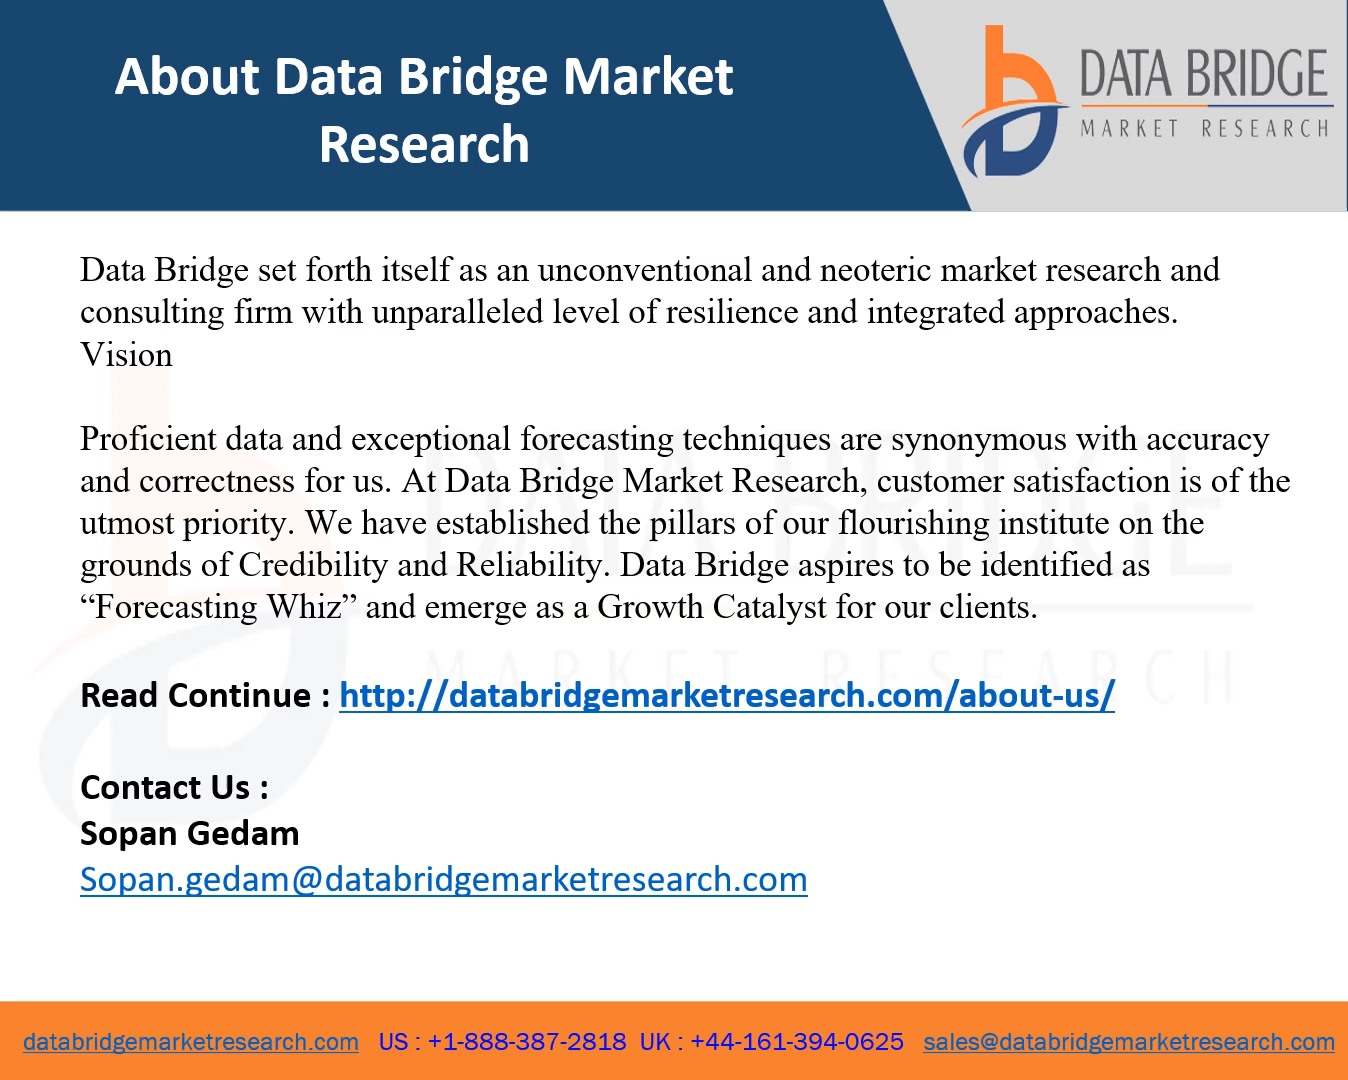 About Data Bridge Market
Research
DATA BRIDGE
MARKET RESEARCH
Data Bridge set forth itself as an unconventional and neoteric market research and
consulting firm with unparalleled level of resilience and integrated approaches.
Vision
Proficient data and exceptional forecasting techniques are synonymous with accuracy
and correctness for us. At Data Bridge Market Research, customer satisfaction is of the
utmost priority. We have established the pillars of our flourishing institute on the
grounds of Credibility and Reliability. Data Bridge aspires to be identified as
“Forecasting Whiz” and emerge as a Growth Catalyst for our clients.
DATA BRIDGE
MARKET RESEARCH
Read Continue : http://databridgemarketresearch.com/about-us/
Contact Us :
Sopan Gedam
Sopan.gedam@databridgemarketresearch.com
databridgemarketresearch.com US : +1-888-387-2818 UK : +44-161-394-0625 sales@databridgemarketresearch.com